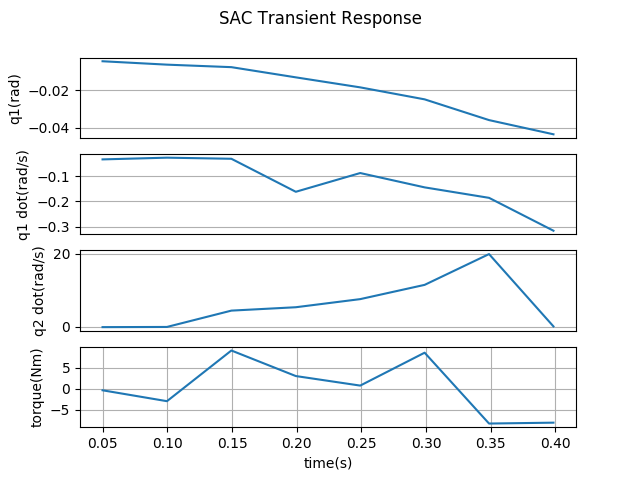 SAC Transient Response
q1(rad)
−0.02
−0.04
q1 dot(rad/s)
−0.1
−0.2
−0.3
q2 dot(rad/s)
20
0
torque(Nm)
5
0
−5
0.05 0.10 0.15 0.20 0.25 0.30 0.35 0.40
time(s)